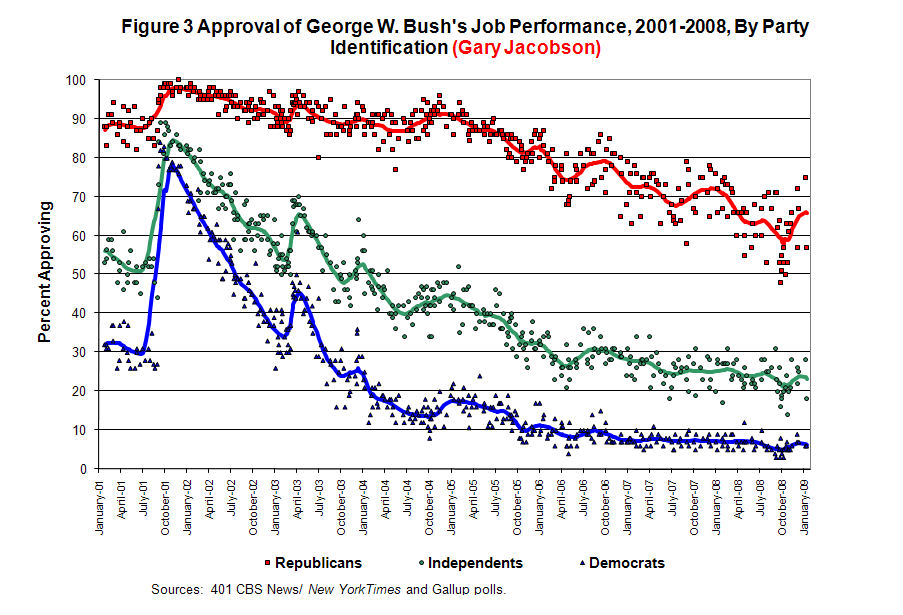 Figure 3 Approval of George W. Bush's Job Performance, 2001-2008, By Party
Identification (Gary Jacobson)
Percent Approving
100
90
80
70
60
50
40
30
20
10
0
January-01
April-01
July-01
October-01
January-02
April-02
July-02
October-02
January-03
April-03
July-03
October-03
January-04
April-04
July-04
October-04
January-05
April-05
July-05
October-05
January-06
April-06
July-06
October-06
January-07
April-07
July-07
October-07
January-08
April-08
July-08
October-08
January-09
Republicans
Independents
Democrats
Sources: 401 CBS News/ New YorkTimes and Gallup polls.